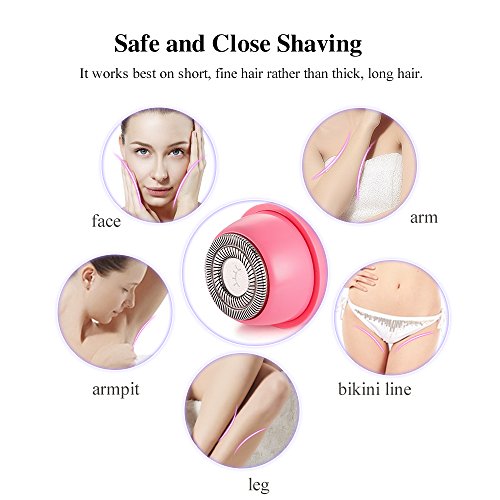 Safe and Close Shaving
It works best on short, fine hair rather than thick, long hair.
face
arm
armpit
bikini line
leg